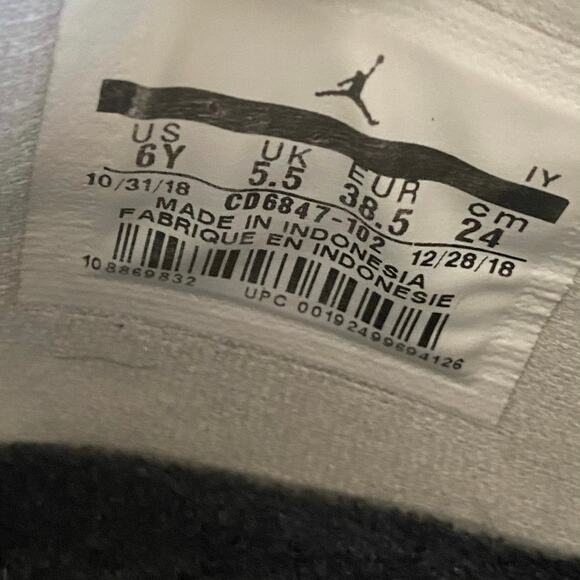 IY
US UK EUR cm
6Y 5.5 38.5 24
10/31/18 CD6847-102 12/28/18
MADE IN INDONESIA
FABRIQUE EN INDONESIE
108869832 UPC 00192499694126